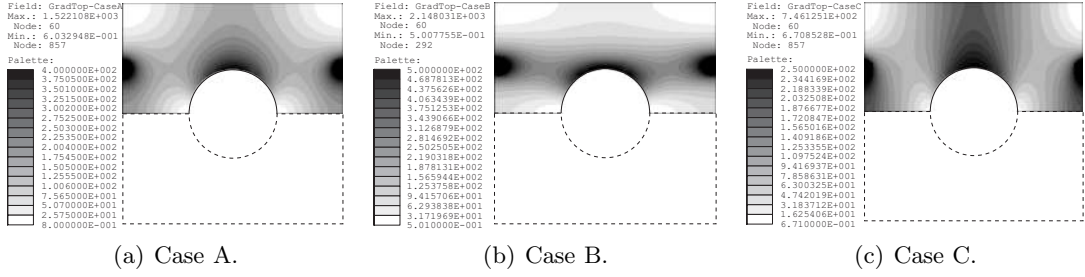 Field: GradTop-CaseA
Max.: 1.522108E+003
Node: 60
Min.: 6.032948E-001
Node: 857
Palette:
4.000000E+002
3.750505E+002
3.501000E+002
3.251500E+002
3.002000E+002
2.752500E+002
2.503000E+002
2.253500E+002
2.004000E+002
1.754500E+002
1.505000E+002
1.255500E+002
1.006000E+002
7.565000E+001
5.070000E+001
2.575000E+001
8.000000E-001
(a) Case A.
Field: GradTop-CaseB
Max.: 2.148031E+003
Node: 60
Min.: 5.007755E-001
Node: 292
Palette:
5.000000E+002
4.687813E+002
4.375626E+002
4.063439E+002
3.751253E+002
3.439066E+002
3.126879E+002
2.814692E+002
2.502505E+002
2.190318E+002
1.878131E+002
1.565944E+002
1.253758E+002
9.415706E+001
6.293838E+001
3.171969E+001
5.010000E-001
(b) Case B.
Field: GradTop-CaseC
Max.: 7.461251E+002
Node: 60
Min.: 6.708528E-001
Node: 857
Palette:
2.500000E+002
2.344169E+002
2.188339E+002
2.032508E+002
1.876677E+002
1.720847E+002
1.565016E+002
1.409186E+002
1.253355E+002
1.097524E+002
9.416937E+001
7.858631E+001
6.300325E+001
4.742019E+001
3.183712E+001
1.625406E+001
6.710000E-001
(c) Case C.